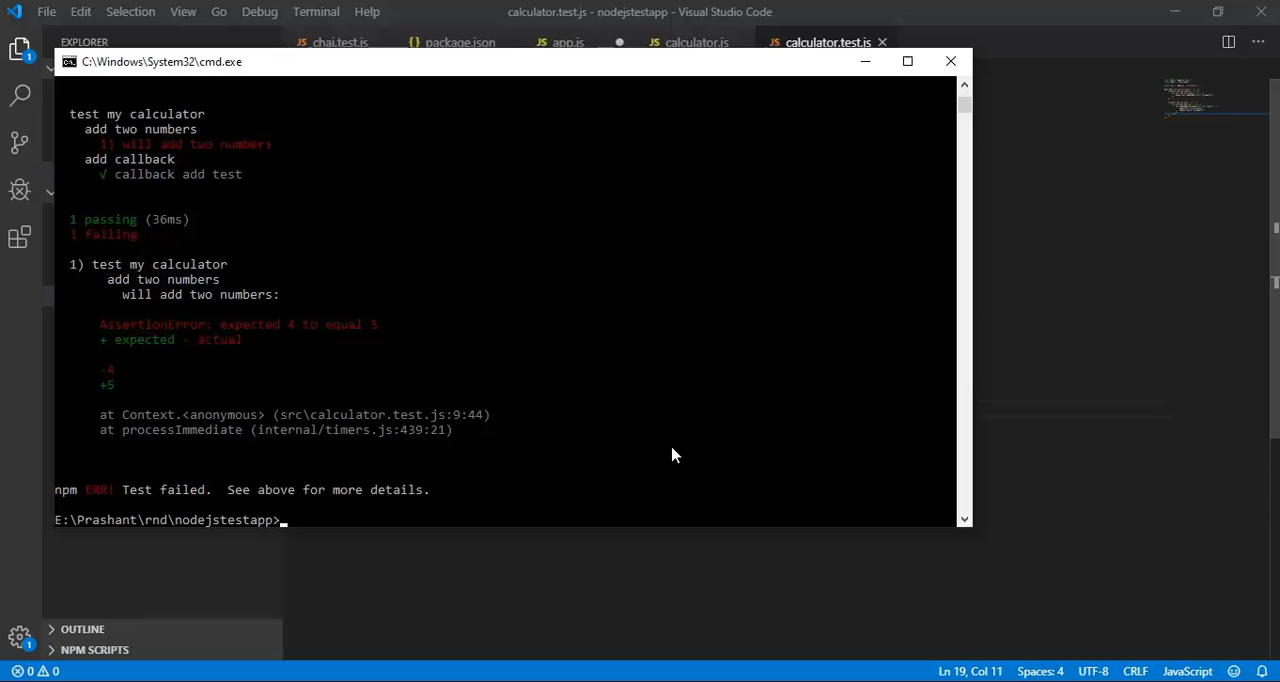 File Edit Selection View Go Debug Terminal Help calculator.test.js - nodejstestapp - Visual Studio Code
EXPLORER JS chai.test.js {} package.json JS app.js JS calculator.js JS calculator.test.js
C:\Windows\System32\cmd.exe
test my calculator
add two numbers
1) will add two numbers
add callback
√ callback add test
1 passing (36ms)
1 failing
1) test my calculator
add two numbers
will add two numbers:
AssertionError: expected 4 to equal 5
+ expected - actual
-4
+5
at Context.<anonymous> (src\calculator.test.js:9:44)
at processImmediate (internal/timers.js:439:21)
npm ERR! Test failed.  See above for more details.
E:\Prashant\rnd\nodejstestapp>
OUTLINE
NPM SCRIPTS
0 0 Ln 19, Col 11 Spaces: 4 UTF-8 CRLF JavaScript
1
1